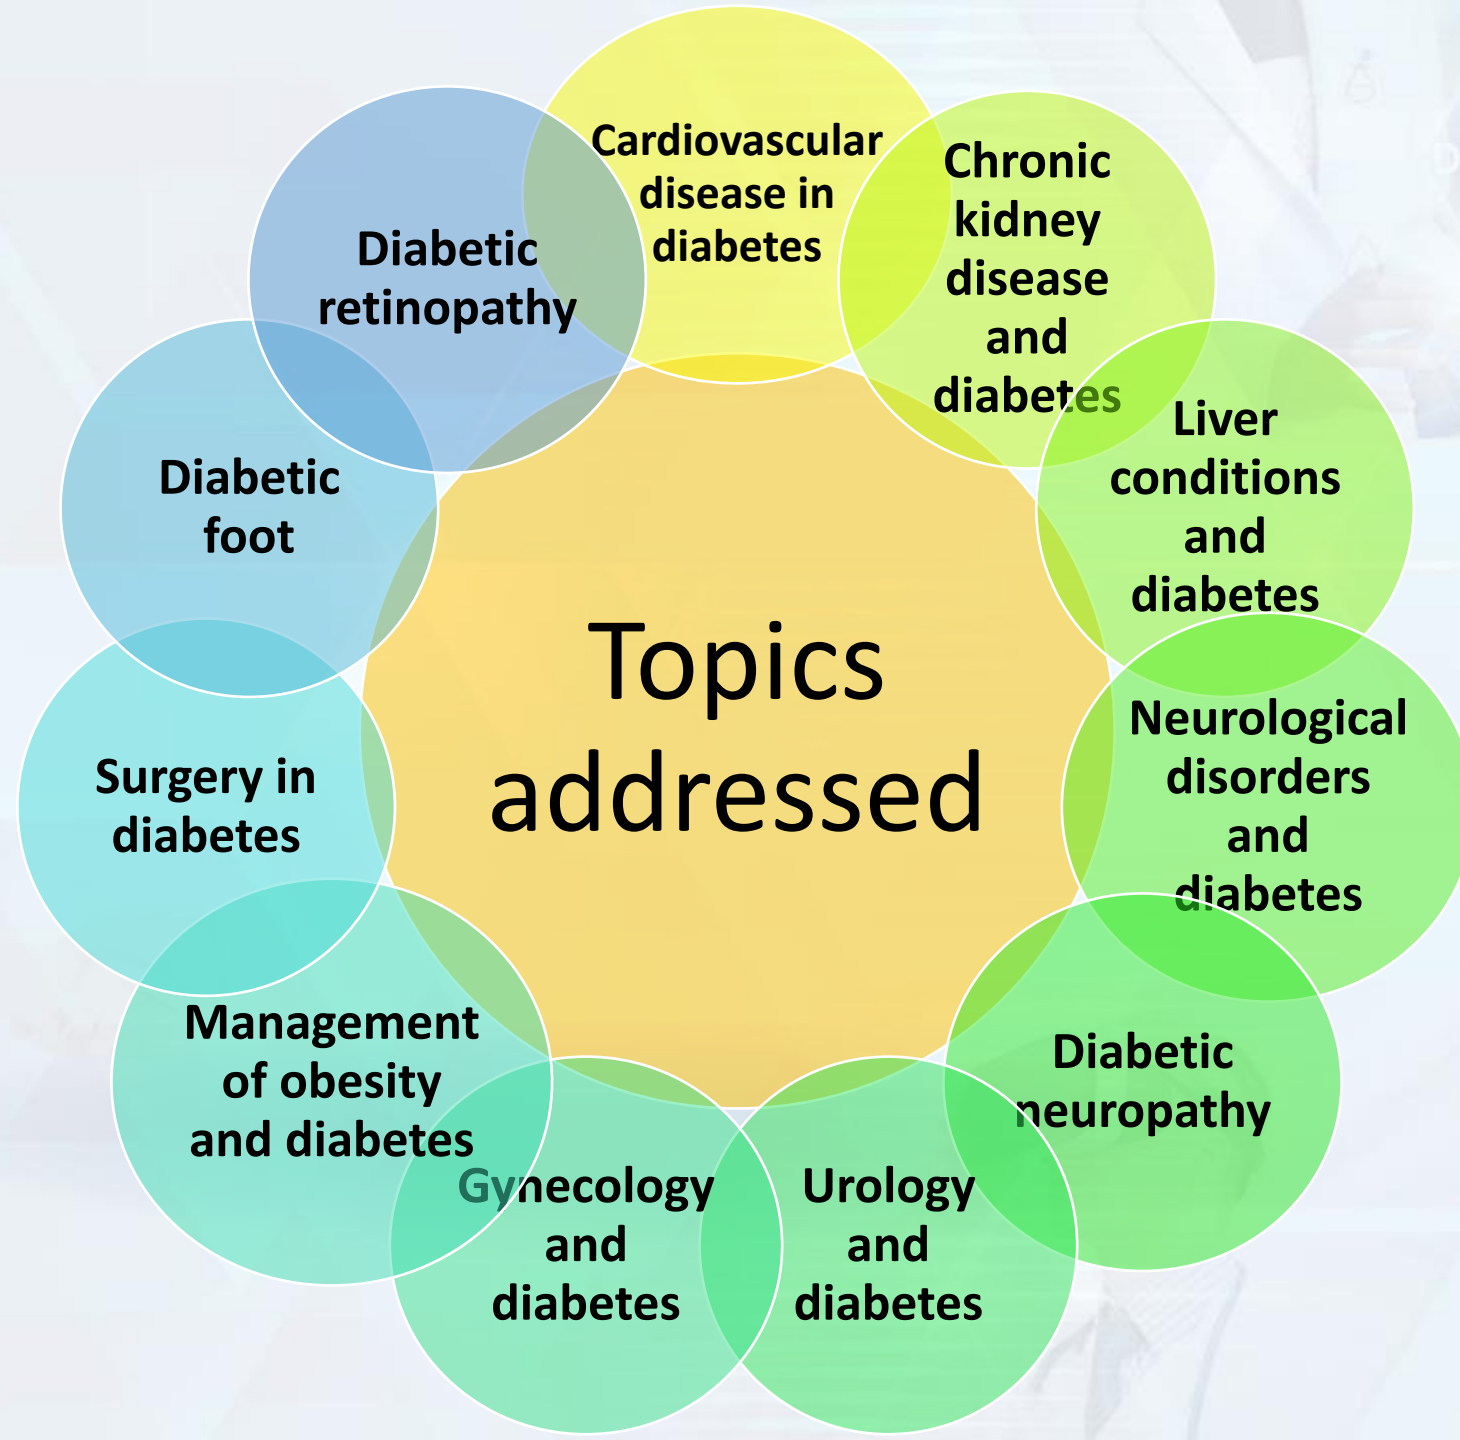 Topics
addressed
Cardiovascular
disease in
diabetes
Chronic
kidney
disease
and
diabetes
Liver
conditions
and
diabetes
Neurological
disorders
and
diabetes
Diabetic
neuropathy
Urology
and
diabetes
Gynecology
and
diabetes
Management
of obesity
and diabetes
Surgery in
diabetes
Diabetic
foot
Diabetic
retinopathy